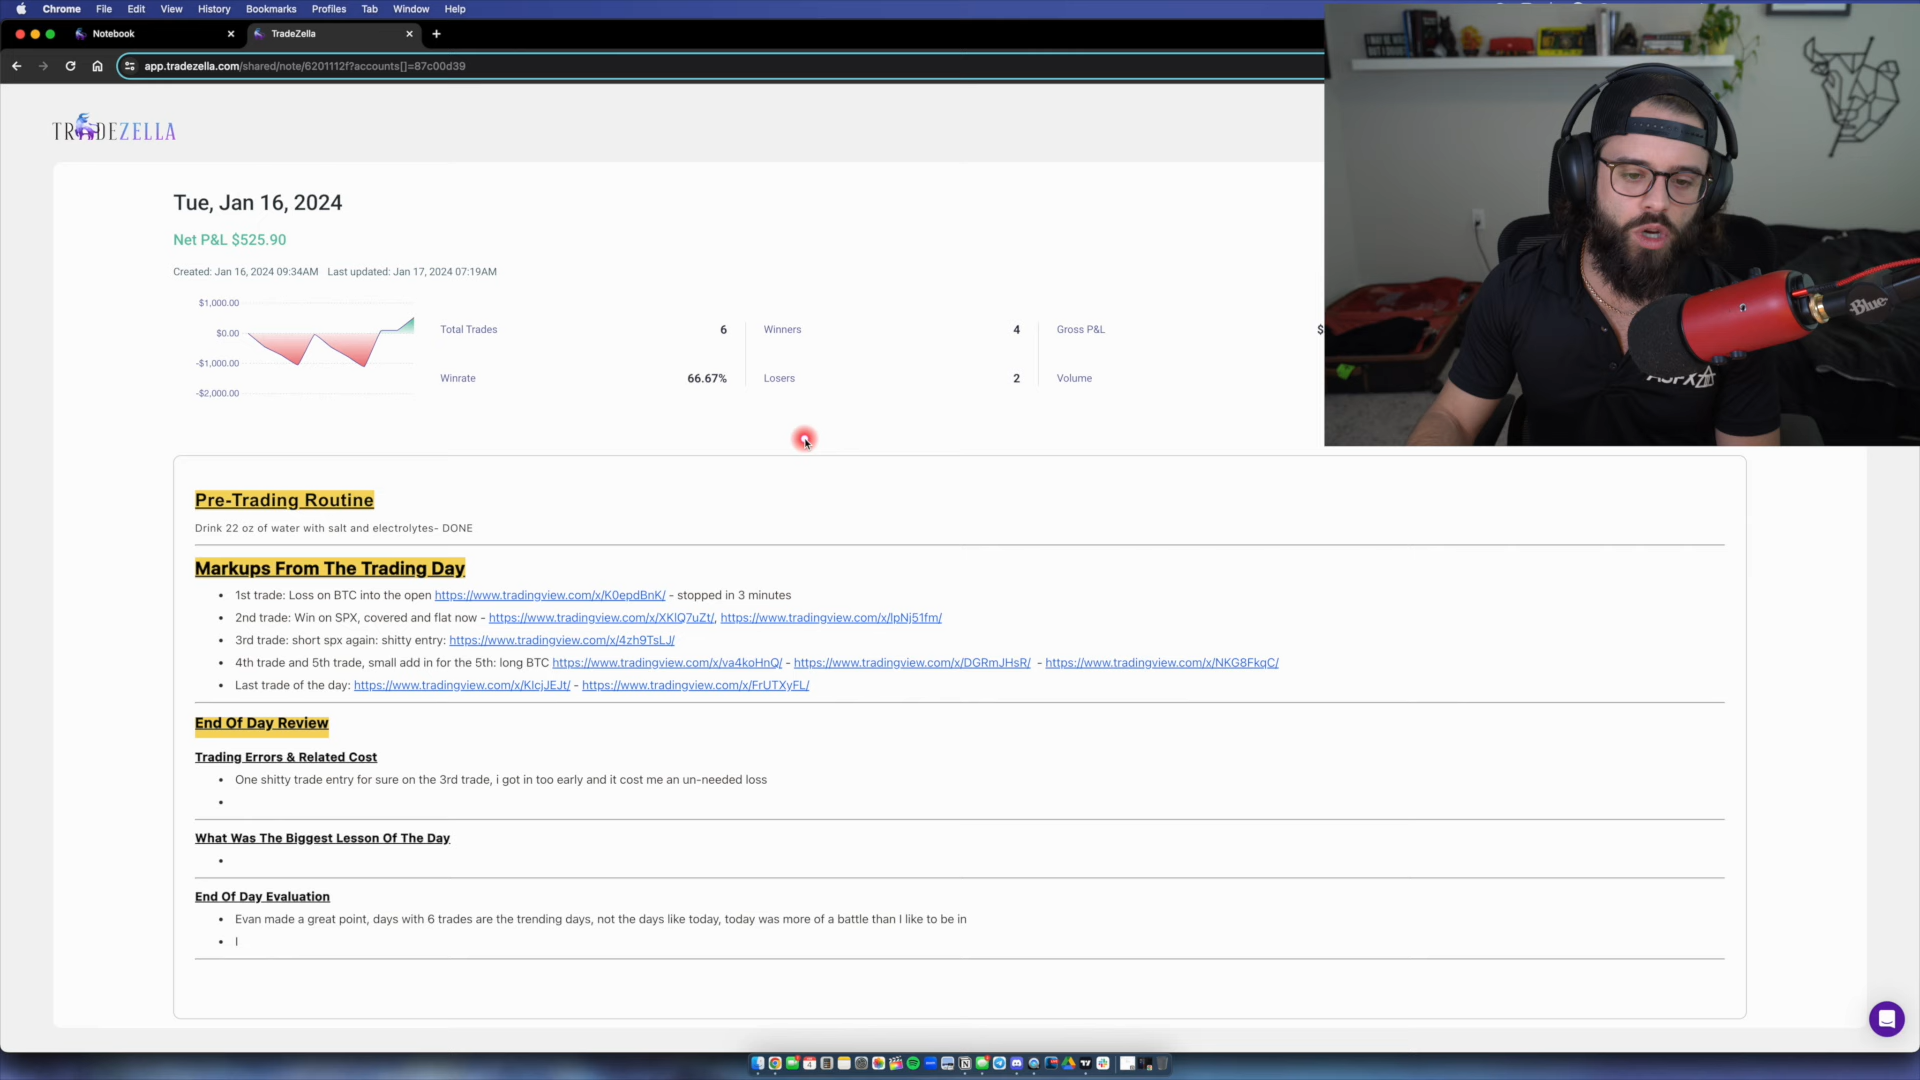 Chrome File Edit View History Bookmarks Profiles Tab Window Help
Notebook
TradeZella
app.tradezella.com/shared/note/6201112f?accounts[]=87c00d39
TRADEZELLA
Tue, Jan 16, 2024
Net P&L $525.90
Created: Jan 16, 2024 09:34AM Last updated: Jan 17, 2024 07:19AM
$1,000.00
$0.00
-$1,000.00
-$2,000.00
Total Trades 6 Winners 4 Gross P&L $
Winrate 66.67% Losers 2 Volume
Blue
Pre-Trading Routine
Drink 22 oz of water with salt and electrolytes- DONE
Markups From The Trading Day
• 1st trade: Loss on BTC into the open https://www.tradingview.com/x/K0epdBnK/ - stopped in 3 minutes
• 2nd trade: Win on SPX, covered and flat now - https://www.tradingview.com/x/XKlQ7uZt/, https://www.tradingview.com/x/lpNj51fm/
• 3rd trade: short spx again: shitty entry: https://www.tradingview.com/x/4zh9TsLJ/
• 4th trade and 5th trade, small add in for the 5th: long BTC https://www.tradingview.com/x/va4koHnQ/ - https://www.tradingview.com/x/DGRmJHsR/ - https://www.tradingview.com/x/NKG8FkqC/
• Last trade of the day: https://www.tradingview.com/x/KIcjJEJt/ - https://www.tradingview.com/x/FrUTXyFL/
End Of Day Review
Trading Errors & Related Cost
• One shitty trade entry for sure on the 3rd trade, i got in too early and it cost me an un-needed loss
•
What Was The Biggest Lesson Of The Day
•
End Of Day Evaluation
• Evan made a great point, days with 6 trades are the trending days, not the days like today, today was more of a battle than I like to be in
• I